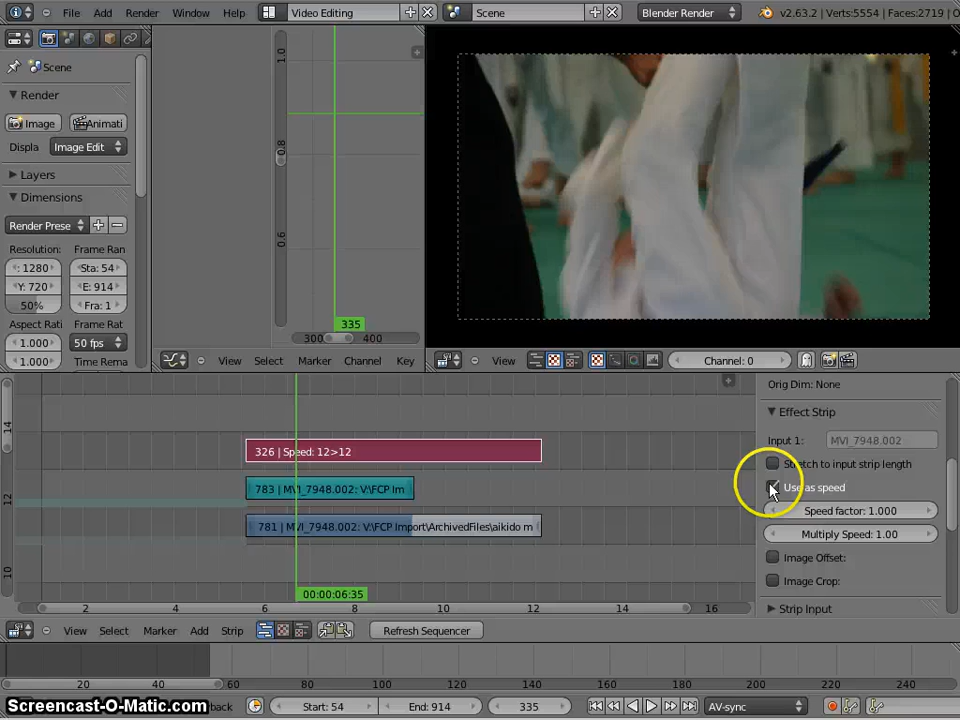 File Add Render Window Help Video Editing Scene Blender Render v2.63.2 | Verts:5554 | Faces:2719 |
Scene
Render
Image Animati
Displa Image Edit
Layers
Dimensions
Render Prese
Resolution: Frame Ran
: 1280 Sta: 54
Y: 720 E: 914
50% Fra: 1
Aspect Rati Frame Rat
1.000 50 fps
1.000 Time Rema
1.0
0.8
0.6
335
300 400
View Select Marker Channel Key
View Channel: 0
14
12
10
326 | Speed: 12>12
783 | MVI_7948.002: V:\FCP Im
781 | MVI_7948.002: V:\FCP Import\ArchivedFiles\aikido m
00:00:06:35
2 4 6 8 10 12 14 16
Orig Dim: None
Effect Strip
Input 1: MVI_7948.002
Stretch to input strip length
Use as speed
Speed factor: 1.000
Multiply Speed: 1.00
Image Offset:
Image Crop:
Strip Input
View Select Marker Add Strip Refresh Sequencer
20 60 80 100 120 140 160 180 200 220 240
Screencast-O-Matic.com back Start: 54 End: 914 335 AV-sync